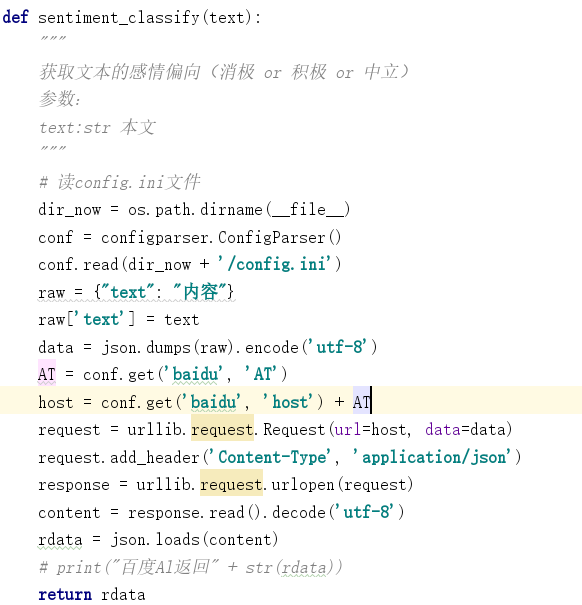 def sentiment_classify(text):
    """
    获取文本的感情偏向（消极 or 积极 or 中立）
    参数：
    text:str 本文
    """
    # 读config.ini文件
    dir_now = os.path.dirname(__file__)
    conf = configparser.ConfigParser()
    conf.read(dir_now + '/config.ini')
    raw = {"text": "内容"}
    raw['text'] = text
    data = json.dumps(raw).encode('utf-8')
    AT = conf.get('baidu', 'AT')
    host = conf.get('baidu', 'host') + AT
    request = urllib.request.Request(url=host, data=data)
    request.add_header('Content-Type', 'application/json')
    response = urllib.request.urlopen(request)
    content = response.read().decode('utf-8')
    rdata = json.loads(content)
    # print("百度Al返回" + str(rdata))
    return rdata